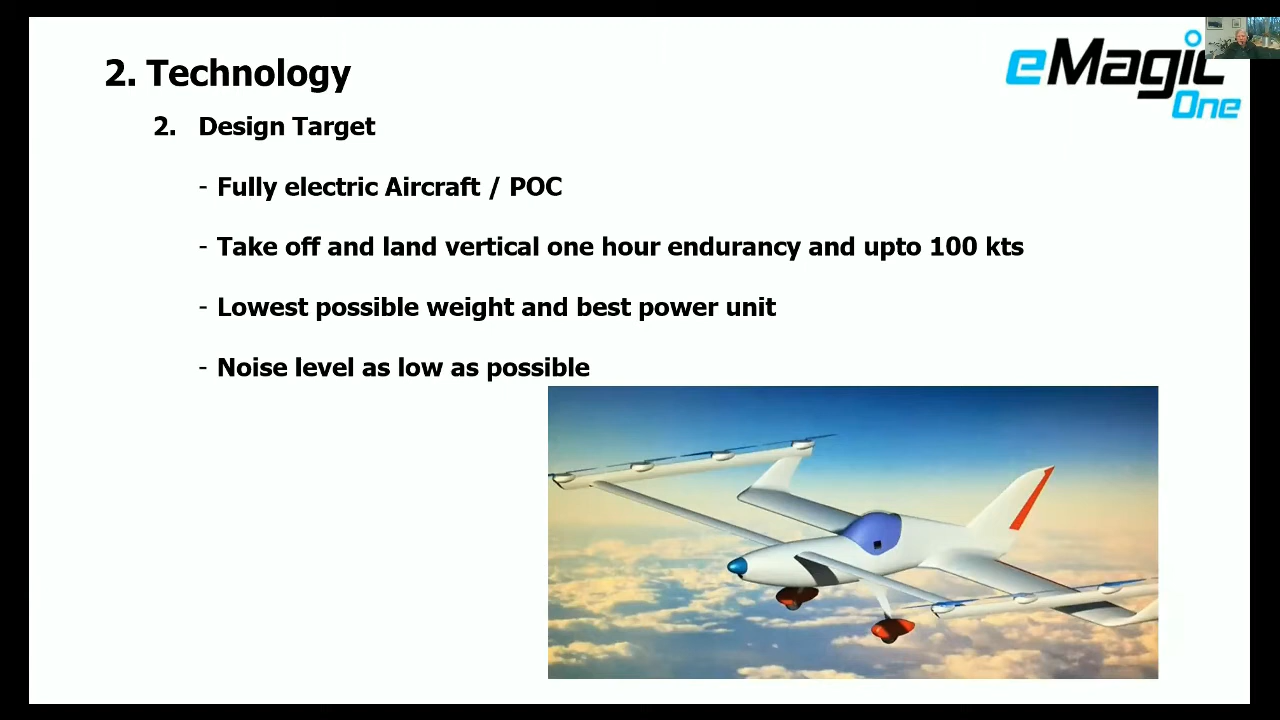 eMagic
One
2. Technology
2. Design Target
- Fully electric Aircraft / POC
- Take off and land vertical one hour endurancy and upto 100 kts
- Lowest possible weight and best power unit
- Noise level as low as possible